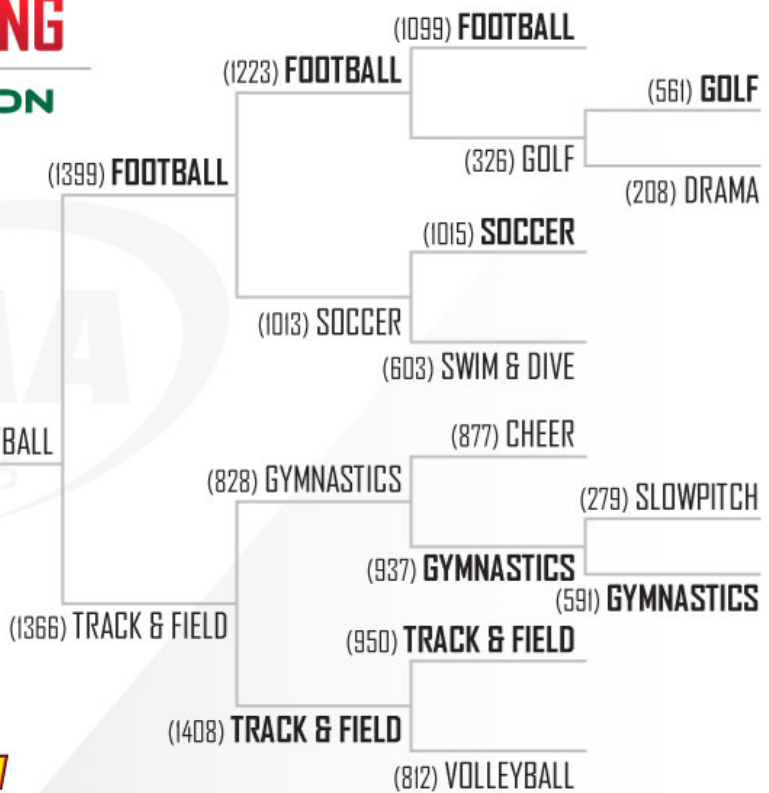 NG
ON
(1099) FOOTBALL
(1223) FOOTBALL
(561) GOLF
(326) GOLF
(1399) FOOTBALL
(208) DRAMA
(1015) SOCCER
(1013) SOCCER
(603) SWIM & DIVE
(877) CHEER
BALL
(828) GYMNASTICS
(279) SLOWPITCH
(937) GYMNASTICS
(591) GYMNASTICS
(1366) TRACK & FIELD
(950) TRACK & FIELD
(1408) TRACK & FIELD
(812) VOLLEYBALL